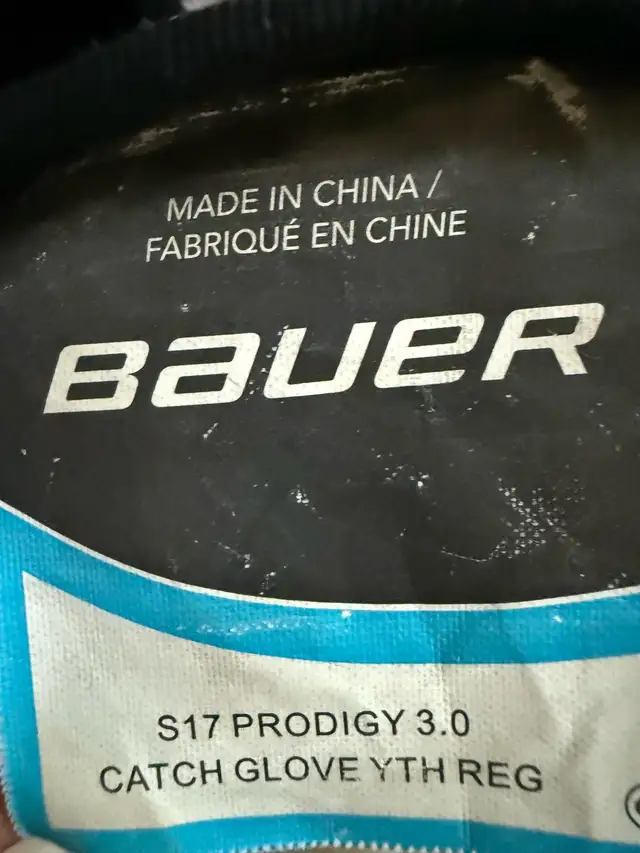 MADE IN CHINA /
FABRIQUÉ EN CHINE
BAUER
S17 PRODIGY 3.0
CATCH GLOVE YTH REG